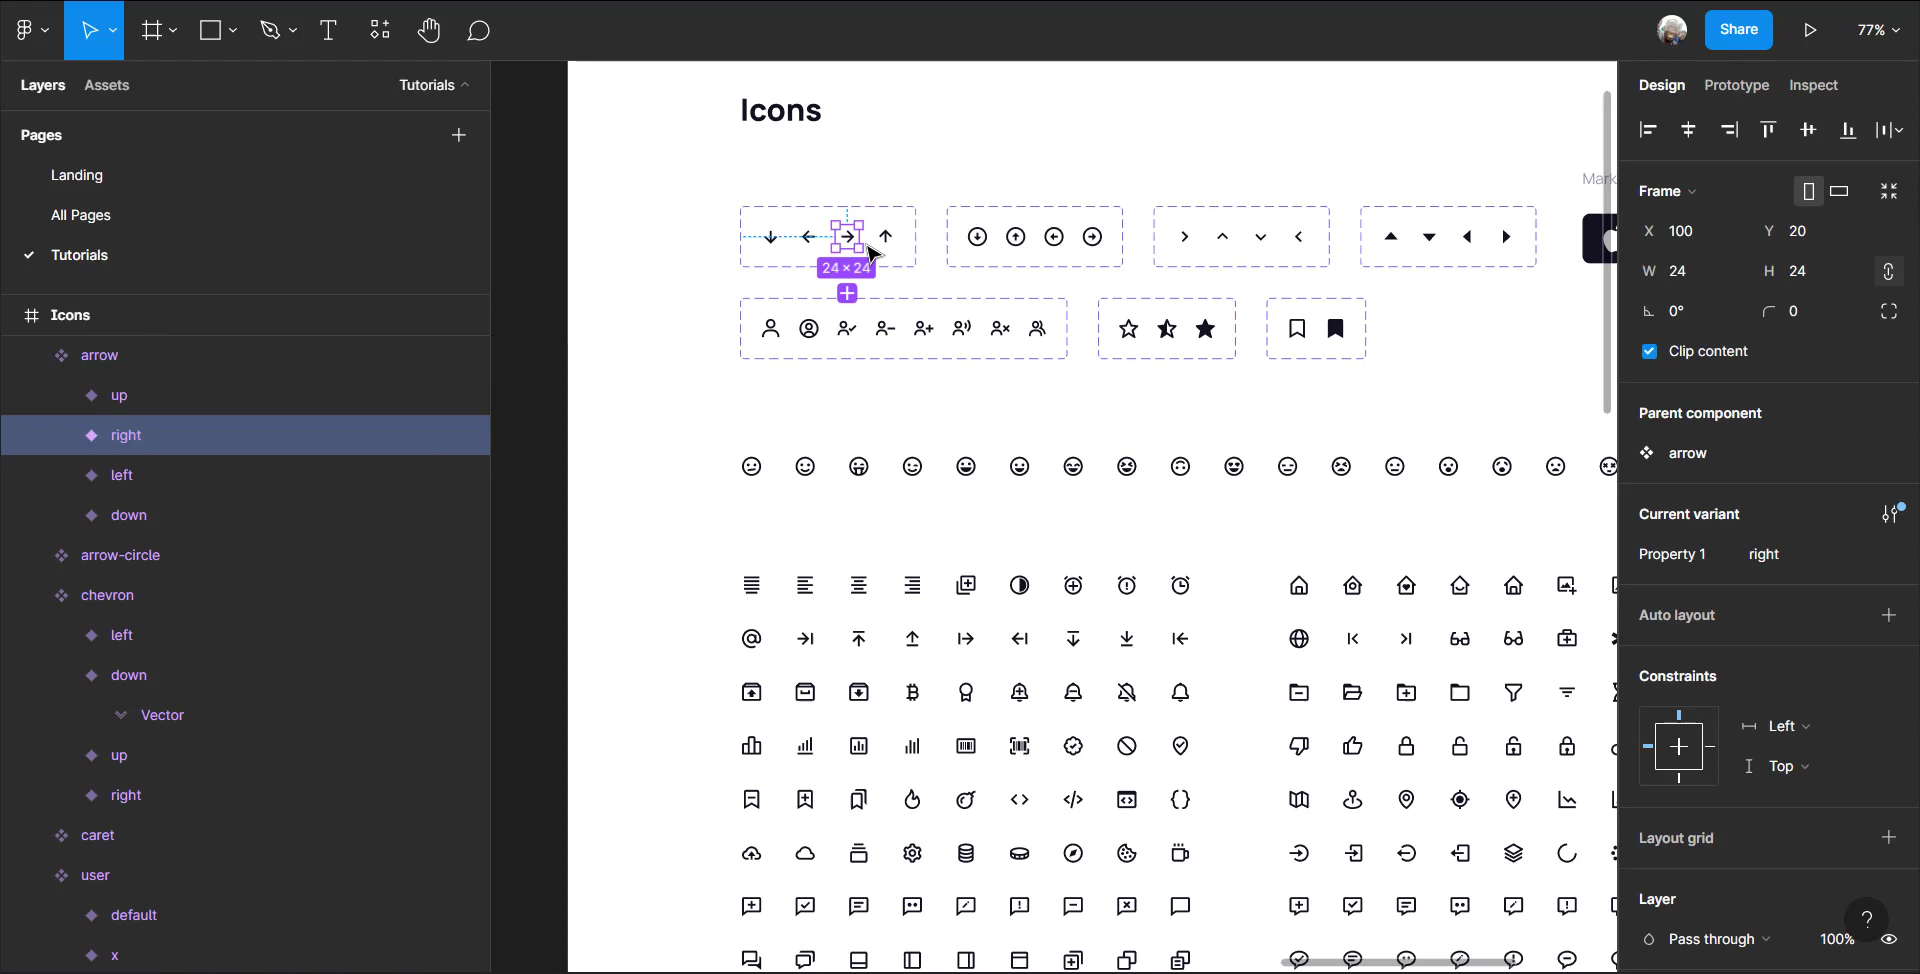 Share
77%
Layers
Assets
Tutorials
Pages
Landing
All Pages
Tutorials
Icons
arrow
up
right
left
down
arrow-circle
chevron
left
down
Vector
up
right
caret
user
default
x
Icons
Mark
24 × 24
Design
Prototype
Inspect
Frame
X 100
Y 20
W 24
H 24
0°
0
Clip content
Parent component
arrow
Current variant
Property 1
right
Auto layout
Constraints
Left
Top
Layout grid
Layer
Pass through
100%
?